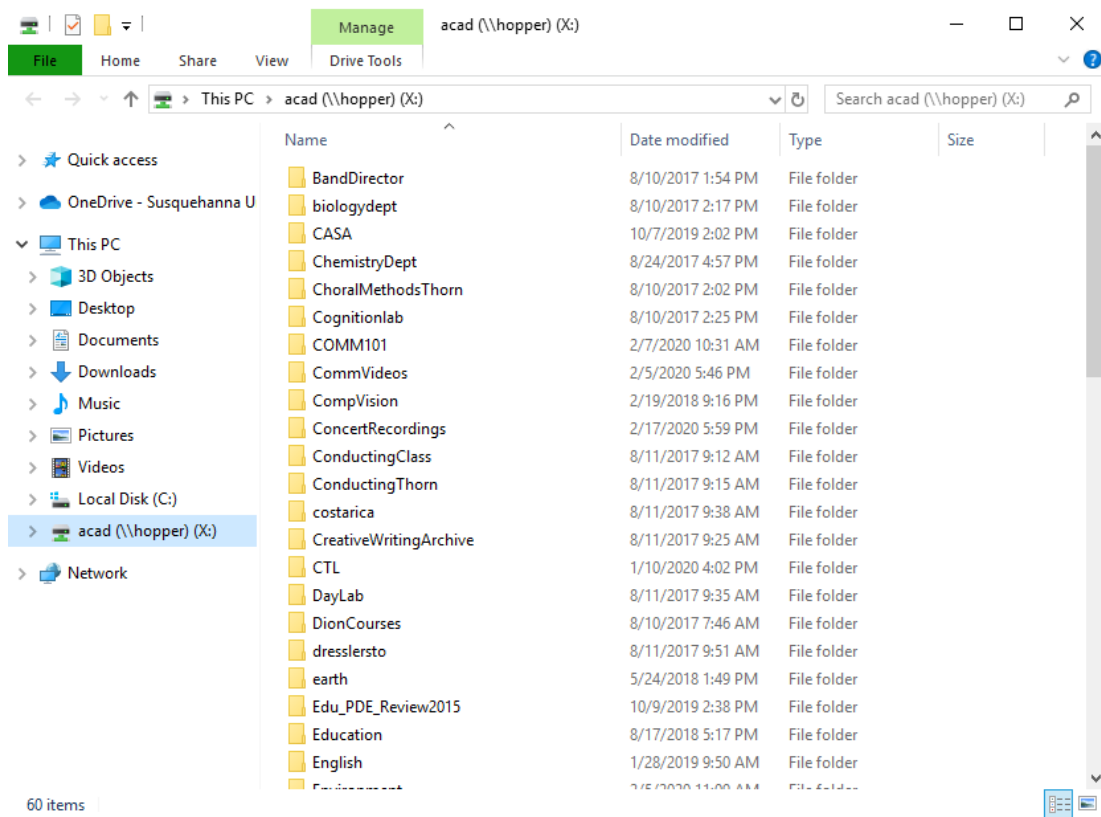 Manage acad (\\hopper) (X:)
File Home Share View Drive Tools
This PC acad (\\hopper) (X:) Search acad (\\hopper) (X:)
Name Date modified Type Size
Quick access
OneDrive - Susquehanna U
This PC
3D Objects
Desktop
Documents
Downloads
Music
Pictures
Videos
Local Disk (C:)
acad (\\hopper) (X:)
Network
BandDirector 8/10/2017 1:54 PM File folder
biologydept 8/10/2017 2:17 PM File folder
CASA 10/7/2019 2:02 PM File folder
ChemistryDept 8/24/2017 4:57 PM File folder
ChoralMethodsThorn 8/10/2017 2:02 PM File folder
Cognitionlab 8/10/2017 2:25 PM File folder
COMM101 2/7/2020 10:31 AM File folder
CommVideos 2/5/2020 5:46 PM File folder
CompVision 2/19/2018 9:16 PM File folder
ConcertRecordings 2/17/2020 5:59 PM File folder
ConductingClass 8/11/2017 9:12 AM File folder
ConductingThorn 8/11/2017 9:15 AM File folder
costarica 8/11/2017 9:38 AM File folder
CreativeWritingArchive 8/11/2017 9:25 AM File folder
CTL 1/10/2020 4:02 PM File folder
DayLab 8/11/2017 9:35 AM File folder
DionCourses 8/10/2017 7:46 AM File folder
dresslersto 8/11/2017 9:51 AM File folder
earth 5/24/2018 1:49 PM File folder
Edu_PDE_Review2015 10/9/2019 2:38 PM File folder
Education 8/17/2018 5:17 PM File folder
English 1/28/2019 9:50 AM File folder
60 items